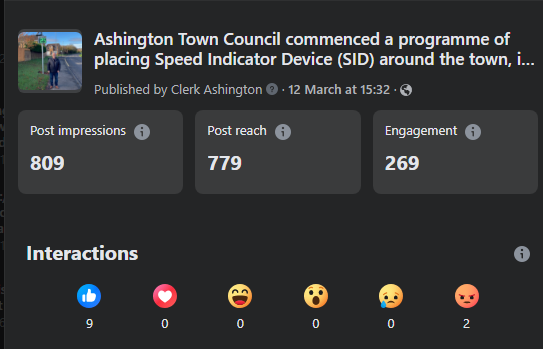 Ashington Town Council commenced a programme of
placing Speed Indicator Device (SID) around the town, i...
Published by Clerk Ashington · 12 March at 15:32 ·
Post impressions
809
Post reach
779
Engagement
269
Interactions
9 0 0 0 0 2